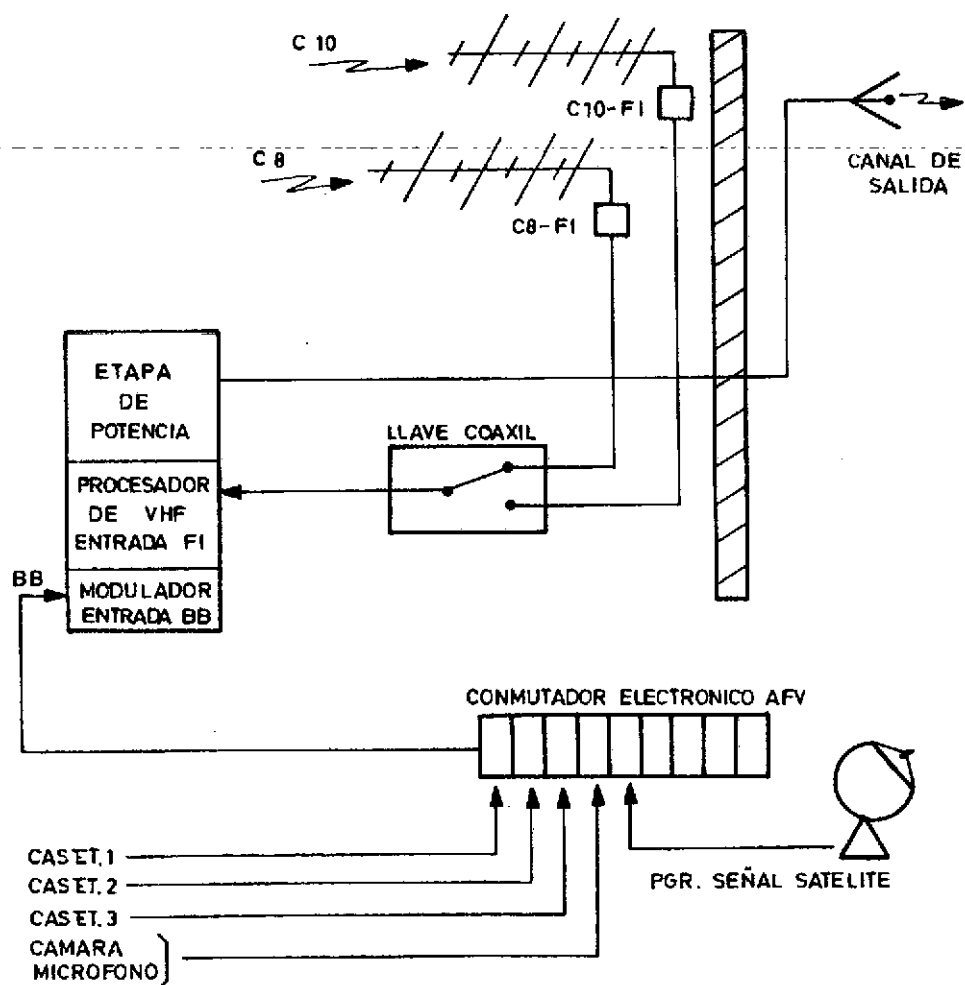 C 10
C10-FI
CANAL DE
SALIDA
C 8
C8-FI
ETAPA
DE
POTENCIA
LLAVE COAXIL
PROCESADOR
DE VHF
ENTRADA FI
BB
MODULADOR
ENTRADA BB
CONMUTADOR ELECTRONICO AFV
CASET.1
CASET.2
CASET.3
CAMARA
MICROFONO
PGR. SEÑAL SATELITE